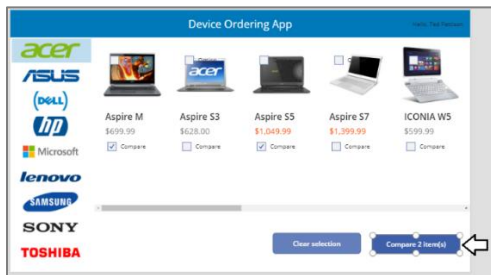 Device Ordering App
acer
ASUS
DELL
hp
Microsoft
lenovo
SAMSUNG
SONY
TOSHIBA
acer
Aspire M
$699.99
Compare
Aspire S3
$628.00
Compare
Aspire S5
$1,049.99
Compare
Aspire S7
$1,399.99
Compare
ICONIA W5
$599.99
Compare
Clear selection
Compare 2 item(s)